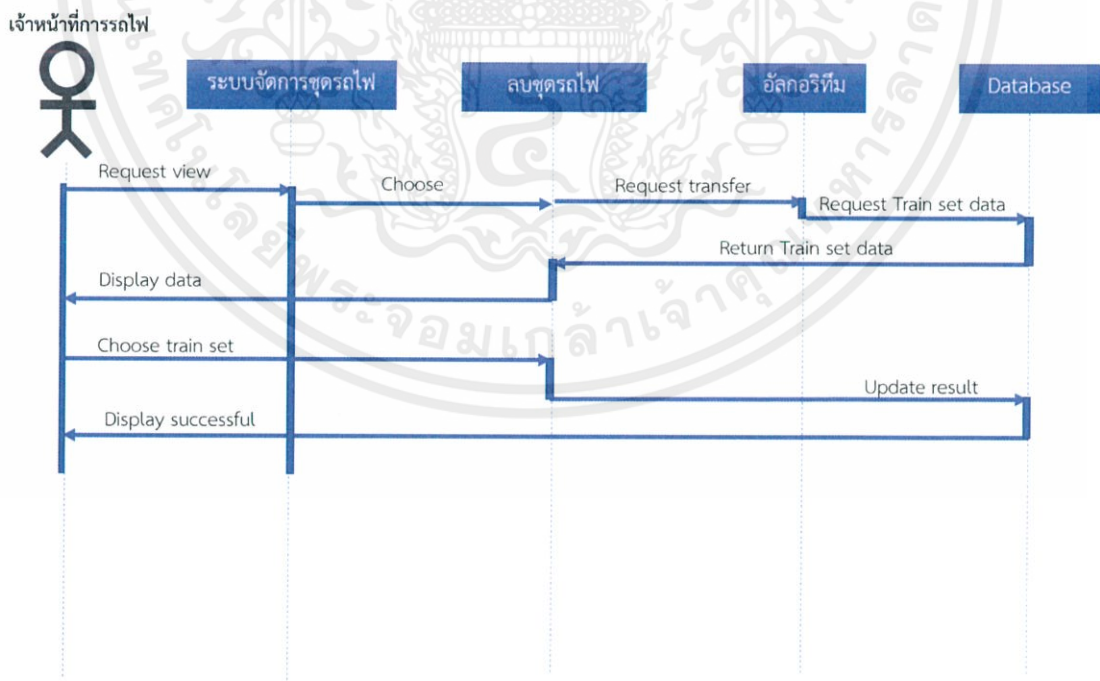 เจ้าหน้าที่การรถไฟ
ระบบจัดการชุดรถไฟ
ลบชุดรถไฟ
อัลกอริทึม
Database
Request view
Choose
Request transfer
Request Train set data
Return Train set data
Display data
Choose train set
Update result
Display successful